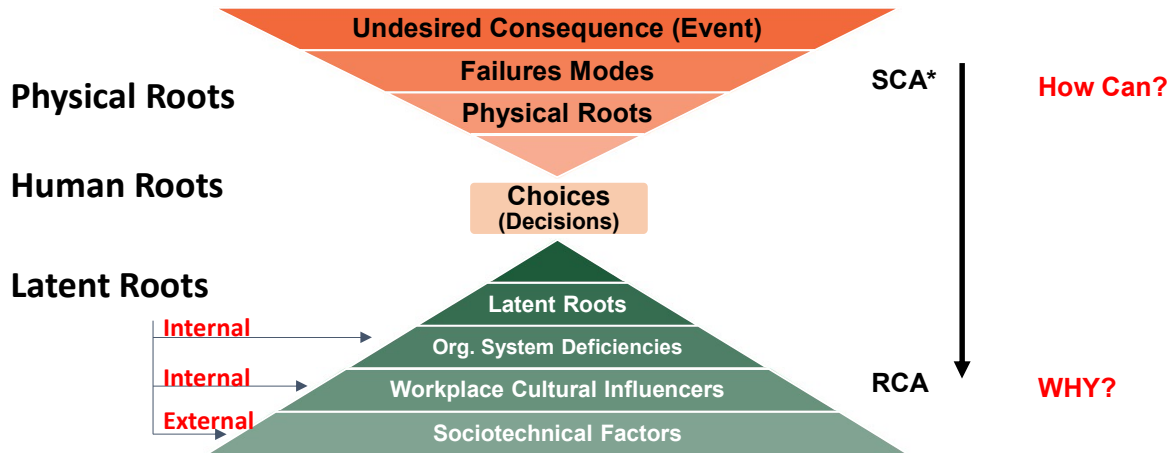 Undesired Consequence (Event)
Failures Modes
Physical Roots
Physical Roots
SCA*
How Can?
Human Roots
Choices
(Decisions)
Latent Roots
Latent Roots
Internal
Org. System Deficiencies
Internal
Workplace Cultural Influencers
RCA
WHY?
External
Sociotechnical Factors